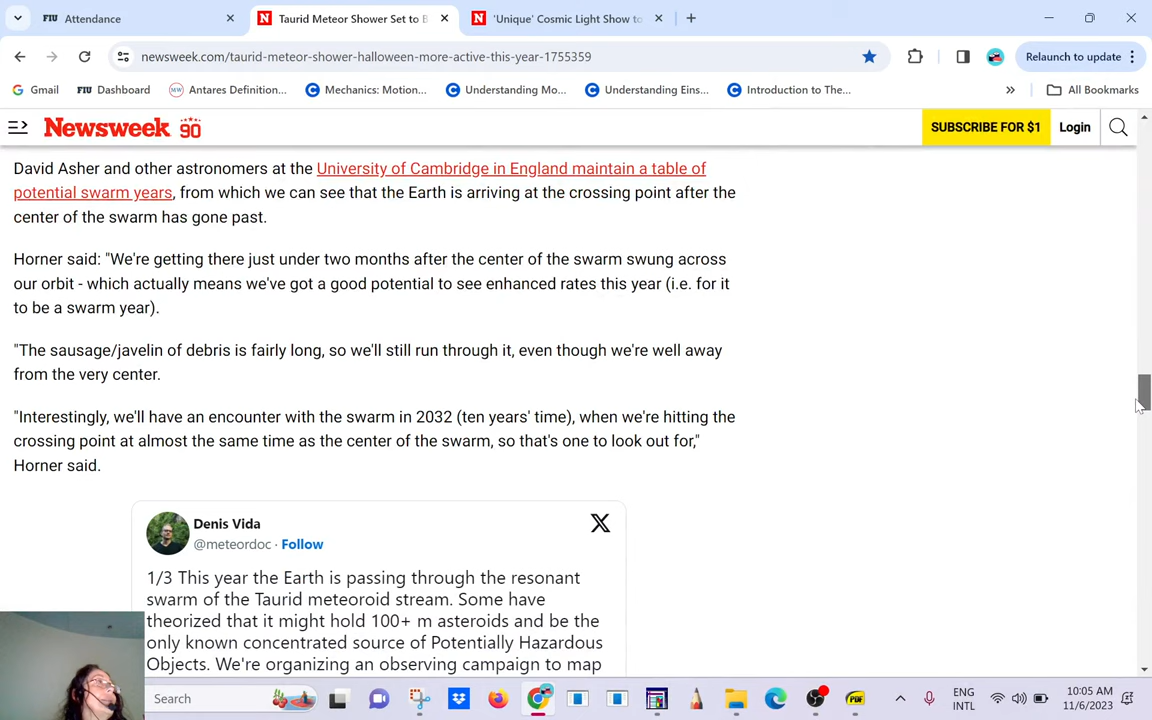 FIU Attendance
Taurid Meteor Shower Set to B
'Unique' Cosmic Light Show to
newsweek.com/taurid-meteor-shower-halloween-more-active-this-year-1755359
Relaunch to update
Gmail
FIU Dashboard
Antares Definition...
Mechanics: Motion...
Understanding Mo...
Understanding Eins...
Introduction to The...
All Bookmarks
Newsweek 90
SUBSCRIBE FOR $1
Login
David Asher and other astronomers at the University of Cambridge in England maintain a table of
potential swarm years, from which we can see that the Earth is arriving at the crossing point after the
center of the swarm has gone past.
Horner said: "We're getting there just under two months after the center of the swarm swung across
our orbit - which actually means we've got a good potential to see enhanced rates this year (i.e. for it
to be a swarm year).
"The sausage/javelin of debris is fairly long, so we'll still run through it, even though we're well away
from the very center.
"Interestingly, we'll have an encounter with the swarm in 2032 (ten years' time), when we're hitting the
crossing point at almost the same time as the center of the swarm, so that's one to look out for,"
Horner said.
Denis Vida
@meteordoc · Follow
1/3 This year the Earth is passing through the resonant
swarm of the Taurid meteoroid stream. Some have
theorized that it might hold 100+ m asteroids and be the
only known concentrated source of Potentially Hazardous
Objects. We're organizing an observing campaign to map
Search
ENG
INTL
10:05 AM
11/6/2023